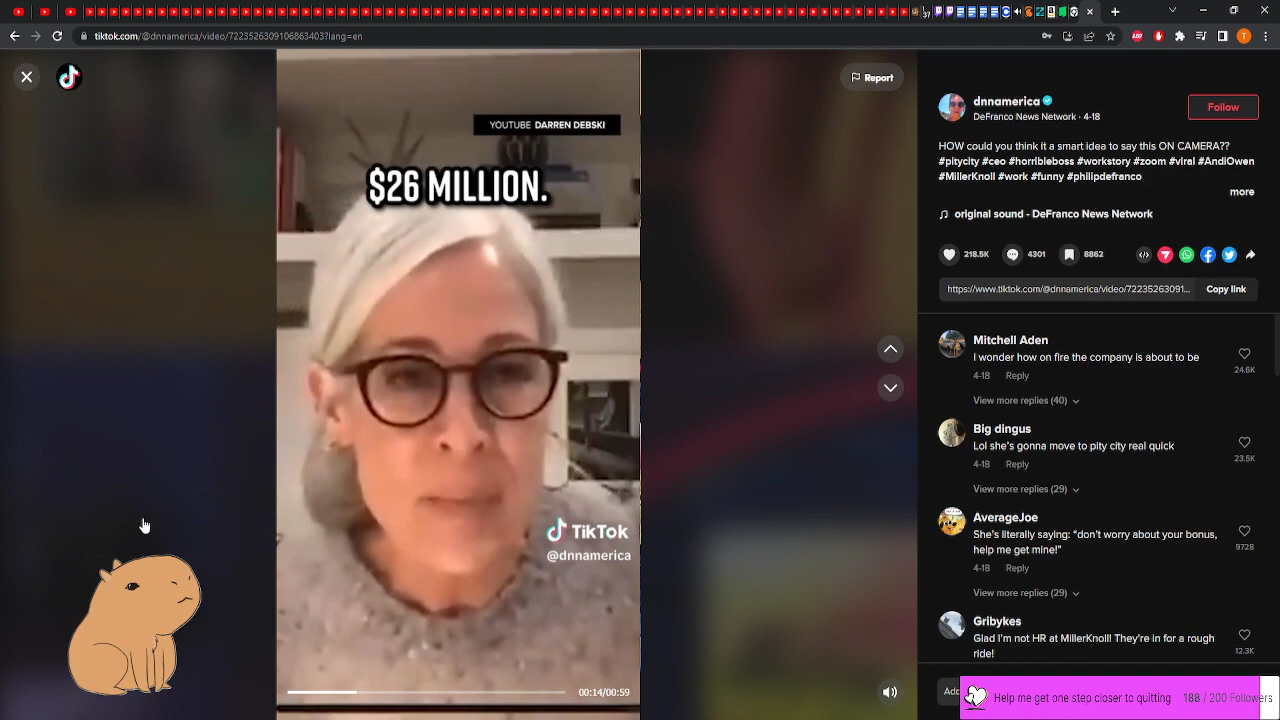 37
tiktok.com/@dnnamerica/video/7223526309106863403?lang=en
T
Report
YOUTUBE DARREN DEBSKI
$26 MILLION.
TikTok
@dnnamerica
00:14/00:59
dnnamerica
DeFranco News Network · 4-18
Follow
HOW could you think it a smart idea to say this ON CAMERA??
#pitycity #ceo #horribleboss #workstory #zoom #news #AndiOwen
#MillerKnoll #work #funny #philipdefranco
more
original sound - DeFranco News Network
218.5K
4301
8862
https://www.tiktok.com/@dnnamerica/video/72235263091...
Copy link
Mitchell Aden
I wonder how on fire the company is about to be
4-18 Reply
24.6K
View more replies (40)
Big dingus
Lol she's gonna move to pity city real quick
4-18 Reply
23.5K
View more replies (29)
AverageJoe
She's literally saying: “don't worry about your bonus,
help me get mine!”
4-18 Reply
9728
View more replies (29)
Gribykes
Glad I'm not HR at MillerKnoll! They're in for a rough
ride!
12.3K
Add
Help me get one step closer to quitting 188 / 200 Followers